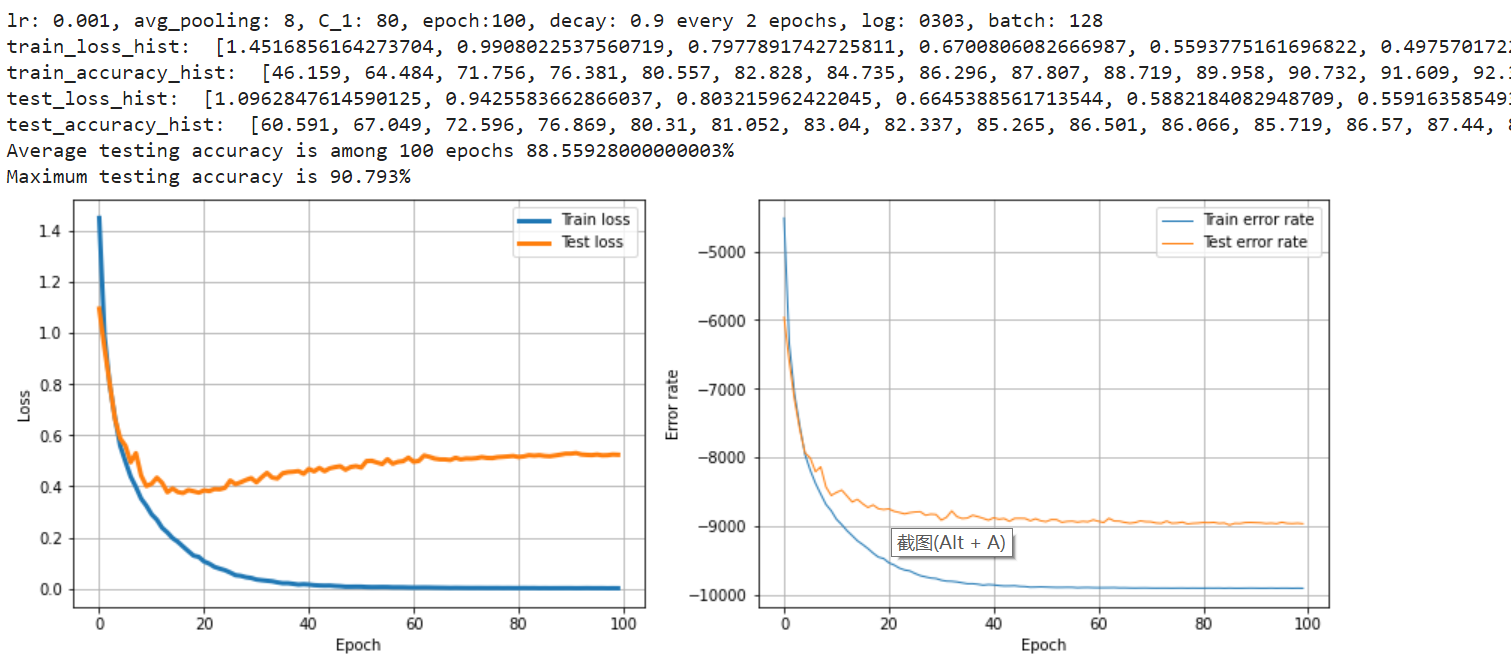 lr: 0.001, avg_pooling: 8, C_1: 80, epoch:100, decay: 0.9 every 2 epochs, log: 0303, batch: 128
train_loss_hist:  [1.4516856164273704, 0.9908022537560719, 0.7977891742725811, 0.6700806082666987, 0.5593775161696822, 0.4975701722
train_accuracy_hist:  [46.159, 64.484, 71.756, 76.381, 80.557, 82.828, 84.735, 86.296, 87.807, 88.719, 89.958, 90.732, 91.609, 92.
test_loss_hist:  [1.0962847614590125, 0.9425583662866037, 0.803215962422045, 0.6645388561713544, 0.5882184082948709, 0.55916358549
test_accuracy_hist:  [60.591, 67.049, 72.596, 76.869, 80.31, 81.052, 83.04, 82.337, 85.265, 86.501, 86.066, 85.719, 86.57, 87.44,
Average testing accuracy is among 100 epochs 88.55928000000003%
Maximum testing accuracy is 90.793%
Train loss
Test loss
1.4
1.2
1.0
0.8
0.6
0.4
0.2
0.0
Loss
0 20 40 60 80 100
Epoch
Train error rate
Test error rate
−5000
−6000
−7000
−8000
−9000
−10000
Error rate
截图(Alt + A)
0 20 40 60 80 100
Epoch